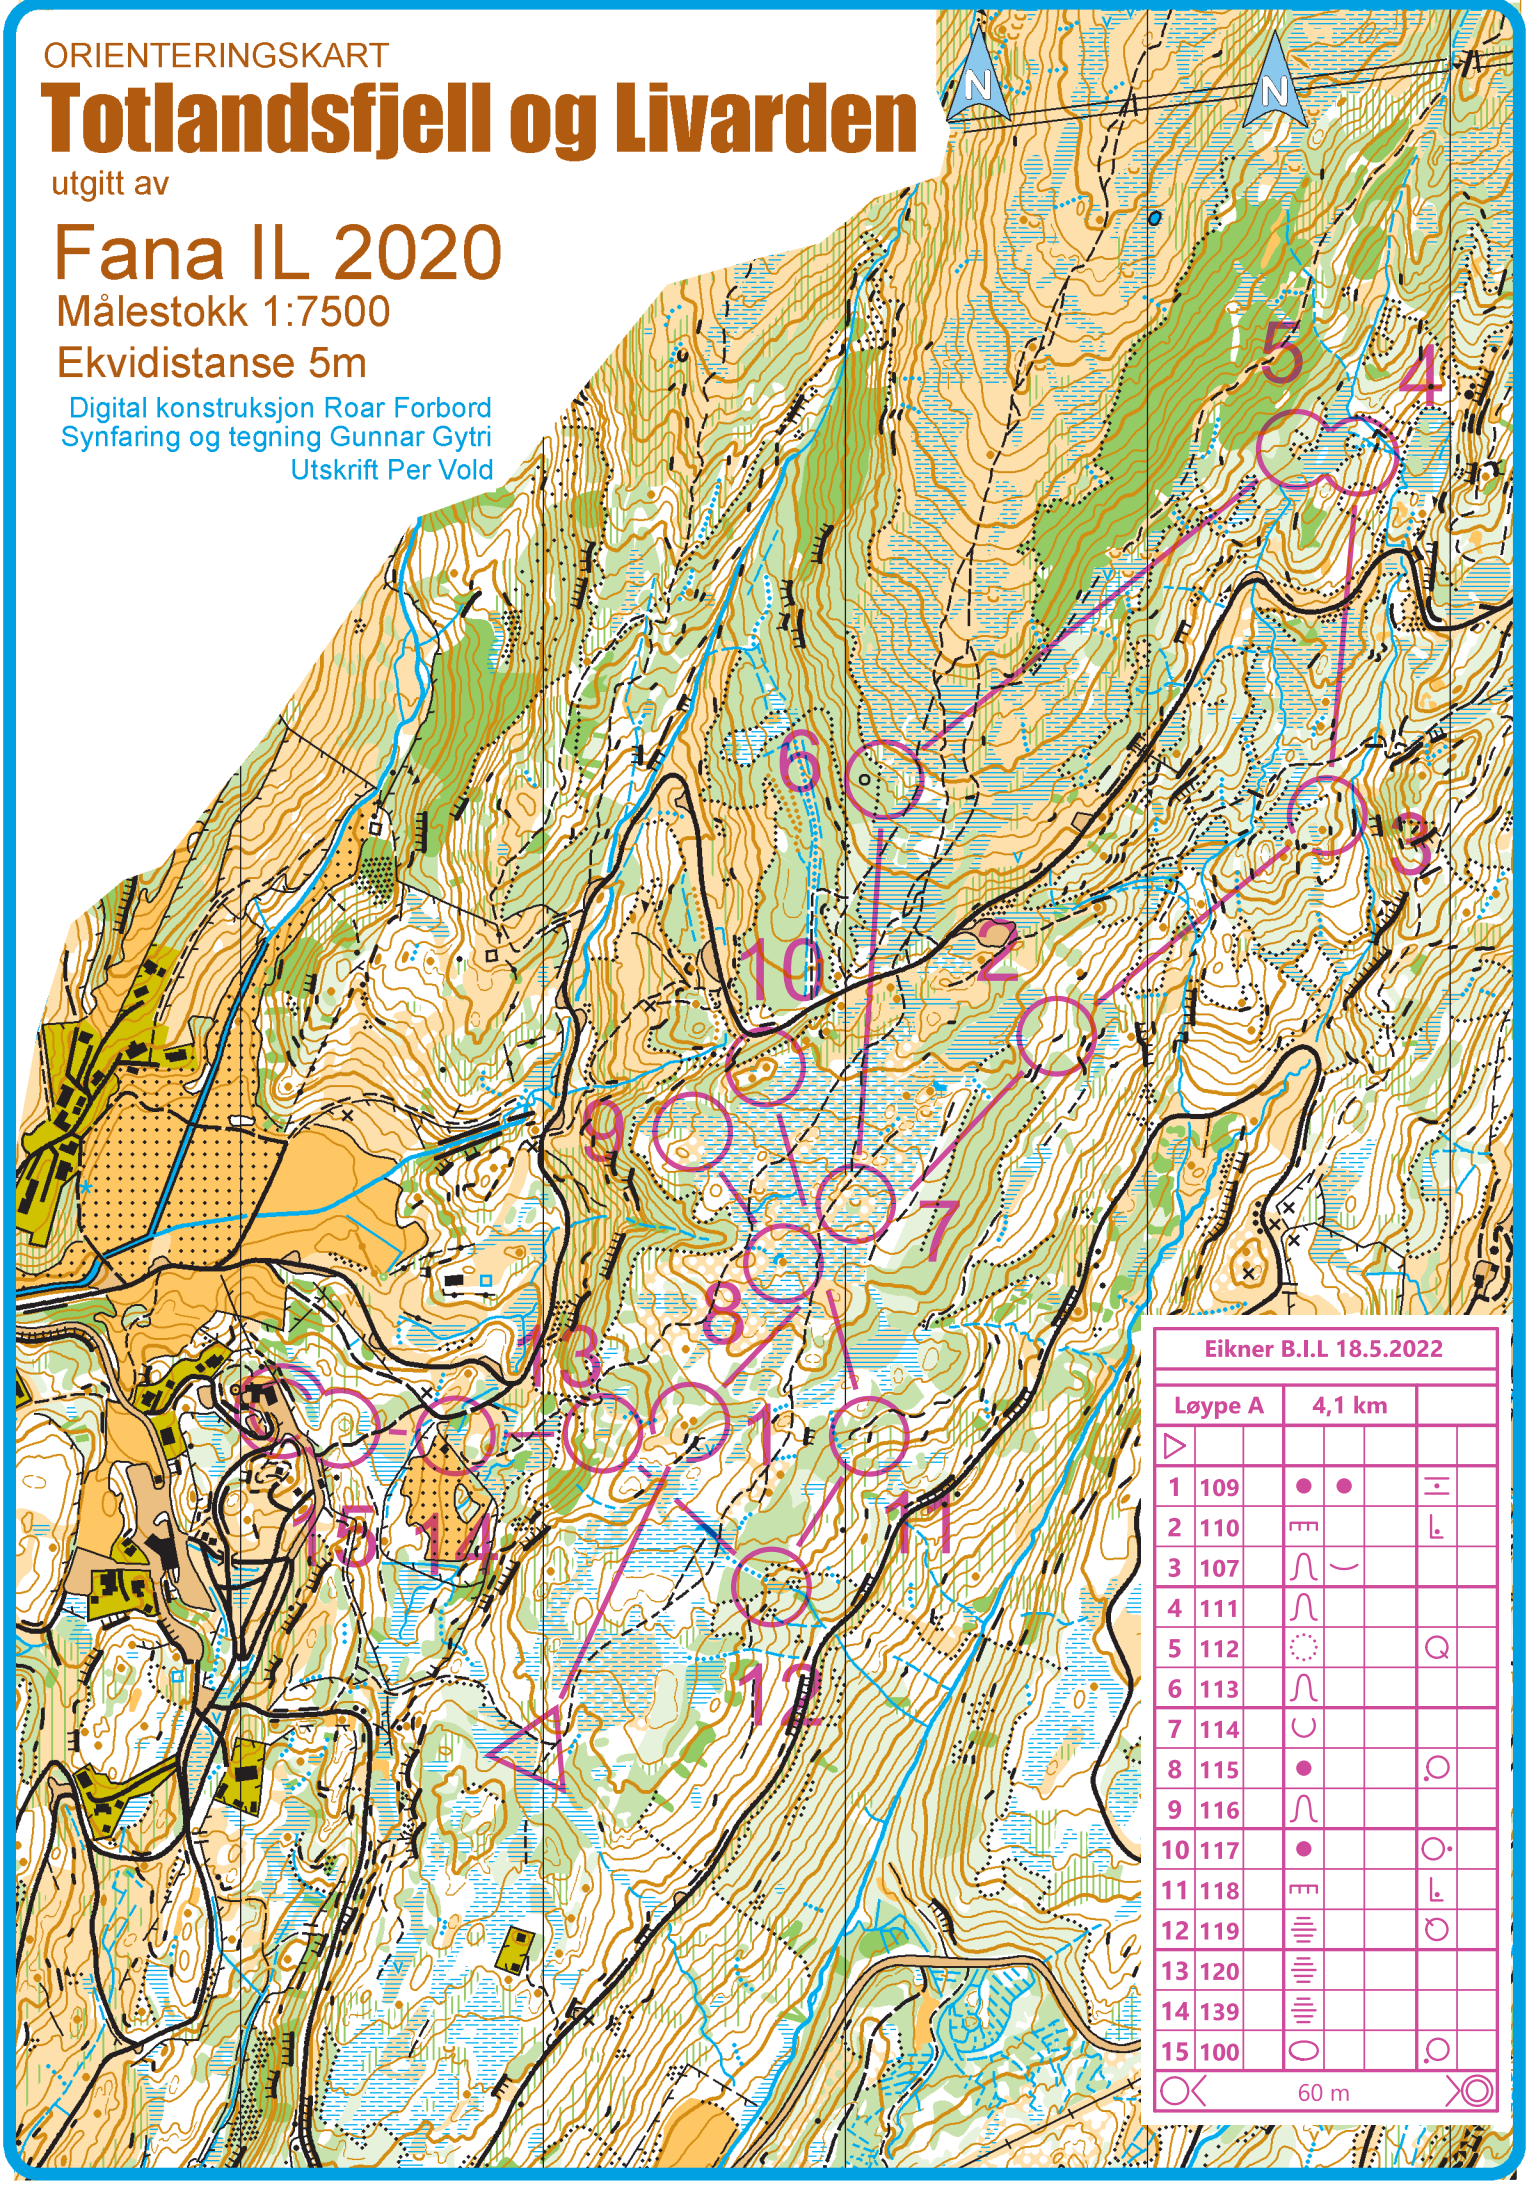 ORIENTERINGSKART
Totlandsfjell og Livarden
utgitt av
Fana IL 2020
Målestokk 1:7500
Ekvidistanse 5m
Digital konstruksjon Roar Forbord
Synfaring og tegning Gunnar Gytri
Utskrift Per Vold
N N
5
4
6
3
10
2
9
7
8
13
1
11
15 14
12
Eikner B.I.L 18.5.2022
Løype A 4,1 km
1 109
2 110
3 107
4 111
5 112
6 113
7 114
8 115
9 116
10 117
11 118
12 119
13 120
14 139
15 100
60 m